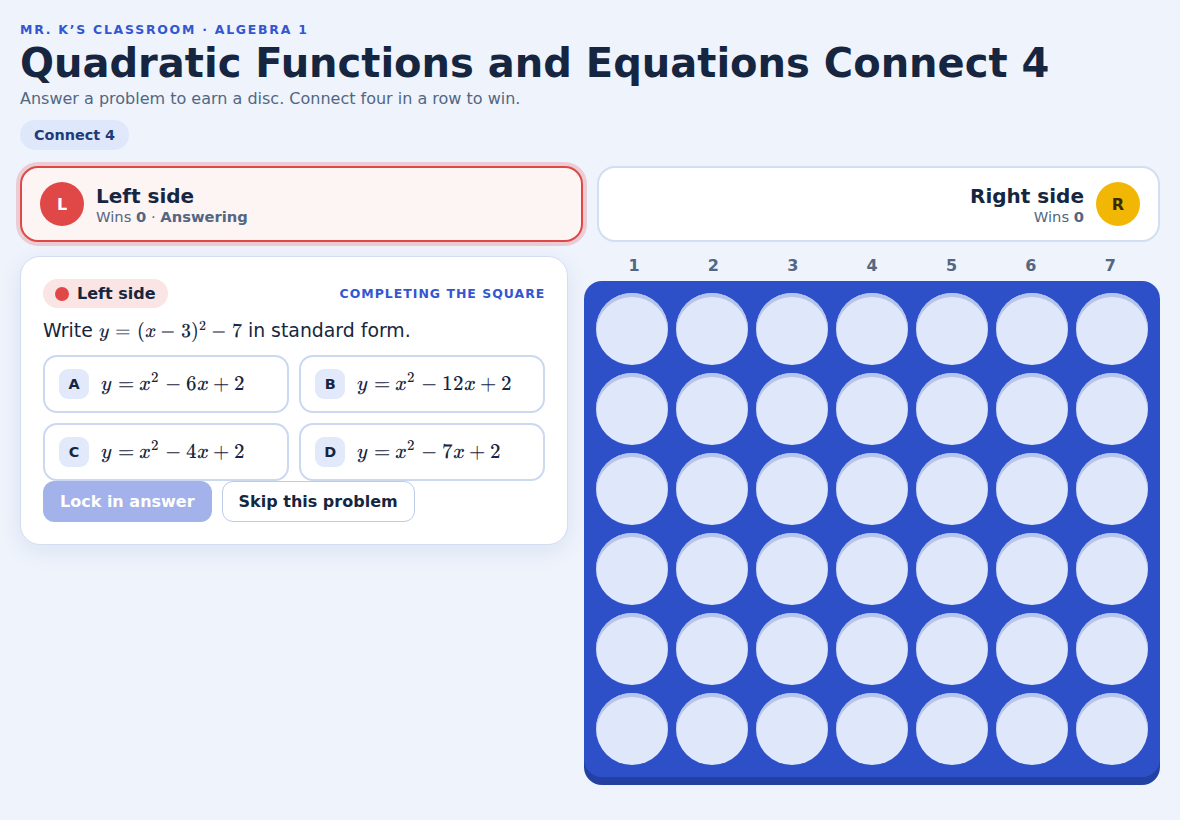 MR. K’S CLASSROOM · ALGEBRA 1
Quadratic Functions and Equations Connect 4
Answer a problem to earn a disc. Connect four in a row to win.
Connect 4
L
Left side
Wins 0 · Answering
Right side
Wins 0
R
Left side
COMPLETING THE SQUARE
Write y = (x − 3)² − 7 in standard form.
A y = x² − 6x + 2
B y = x² − 12x + 2
C y = x² − 4x + 2
D y = x² − 7x + 2
Lock in answer
Skip this problem
1 2 3 4 5 6 7